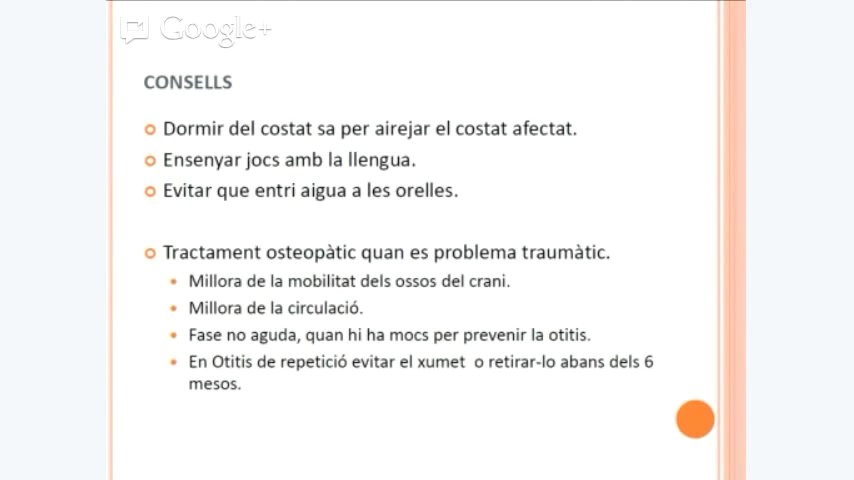 Google+
CONSELLS
Dormir del costat sa per airejar el costat afectat.
Ensenyar jocs amb la llengua.
Evitar que entri aigua a les orelles.
Tractament osteopàtic quan es problema traumàtic.
Millora de la mobilitat dels ossos del crani.
Millora de la circulació.
Fase no aguda, quan hi ha mocs per prevenir la otitis.
En Otitis de repetició evitar el xumet o retirar-lo abans dels 6
mesos.